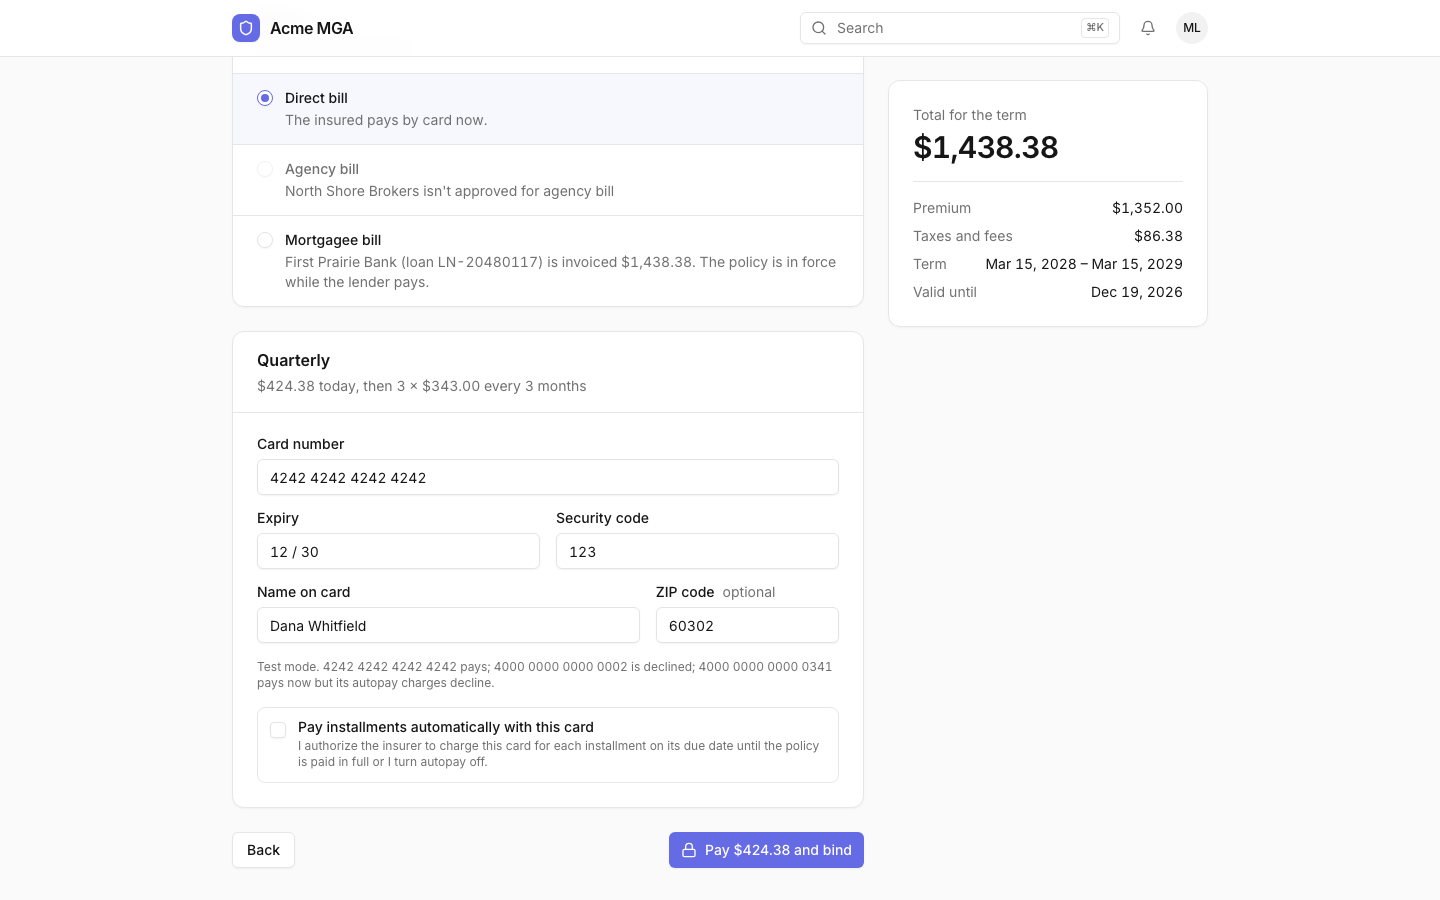 Acme MGA
Search
⌘K
ML
Direct bill
The insured pays by card now.
Agency bill
North Shore Brokers isn't approved for agency bill
Mortgagee bill
First Prairie Bank (loan LN-20480117) is invoiced $1,438.38. The policy is in force
while the lender pays.
Quarterly
$424.38 today, then 3 × $343.00 every 3 months
Card number
4242 4242 4242 4242
Expiry
Security code
12 / 30
123
Name on card
ZIP code optional
Dana Whitfield
60302
Test mode. 4242 4242 4242 4242 pays; 4000 0000 0000 0002 is declined; 4000 0000 0000 0341
pays now but its autopay charges decline.
Pay installments automatically with this card
I authorize the insurer to charge this card for each installment on its due date until the policy
is paid in full or I turn autopay off.
Back
Pay $424.38 and bind
Total for the term
$1,438.38
Premium $1,352.00
Taxes and fees $86.38
Term Mar 15, 2028 – Mar 15, 2029
Valid until Dec 19, 2026